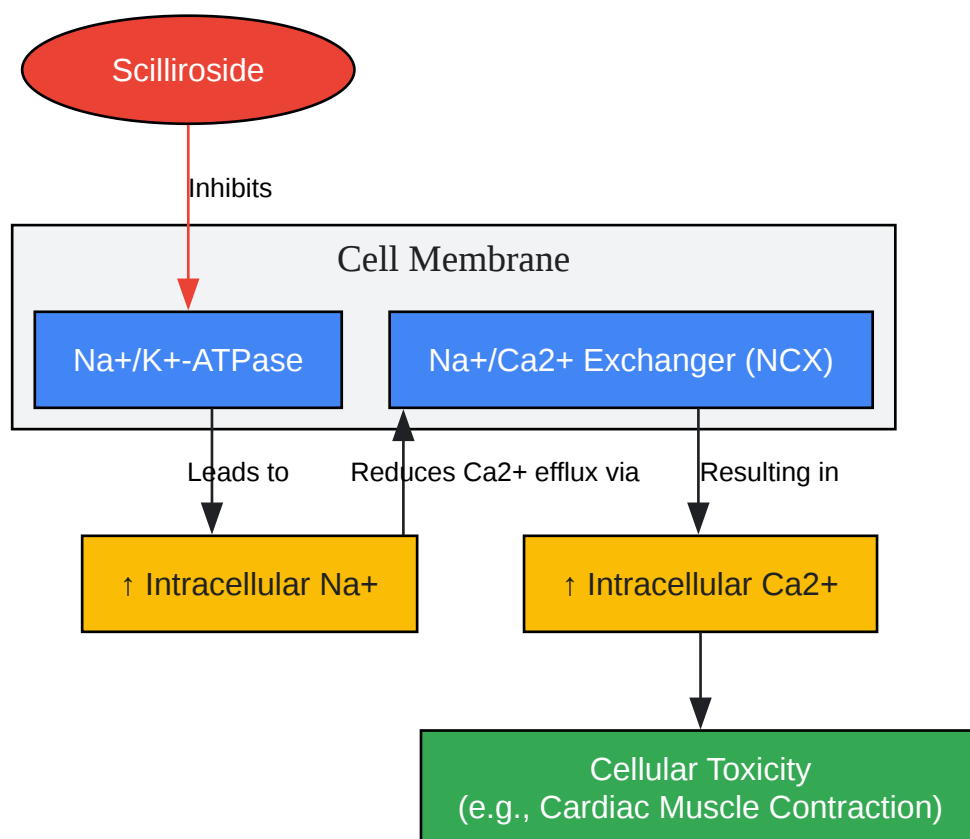 Scilliroside
Inhibits
Cell Membrane
Na+/K+-ATPase
Na+/Ca2+ Exchanger (NCX)
Leads to
Reduces Ca2+ efflux via
Resulting in
↑ Intracellular Na+
↑ Intracellular Ca2+
Cellular Toxicity
(e.g., Cardiac Muscle Contraction)